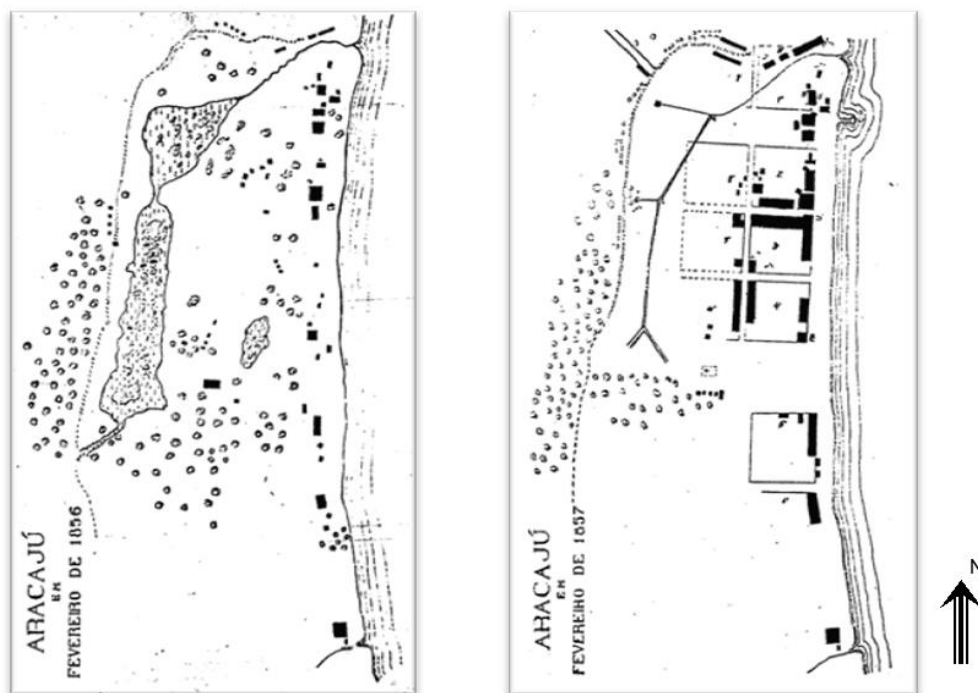 ARACAJÚ
EM
FEVEREIRO DE 1856
ARACAJÚ
EM
FEVEREIRO DE 1857
N